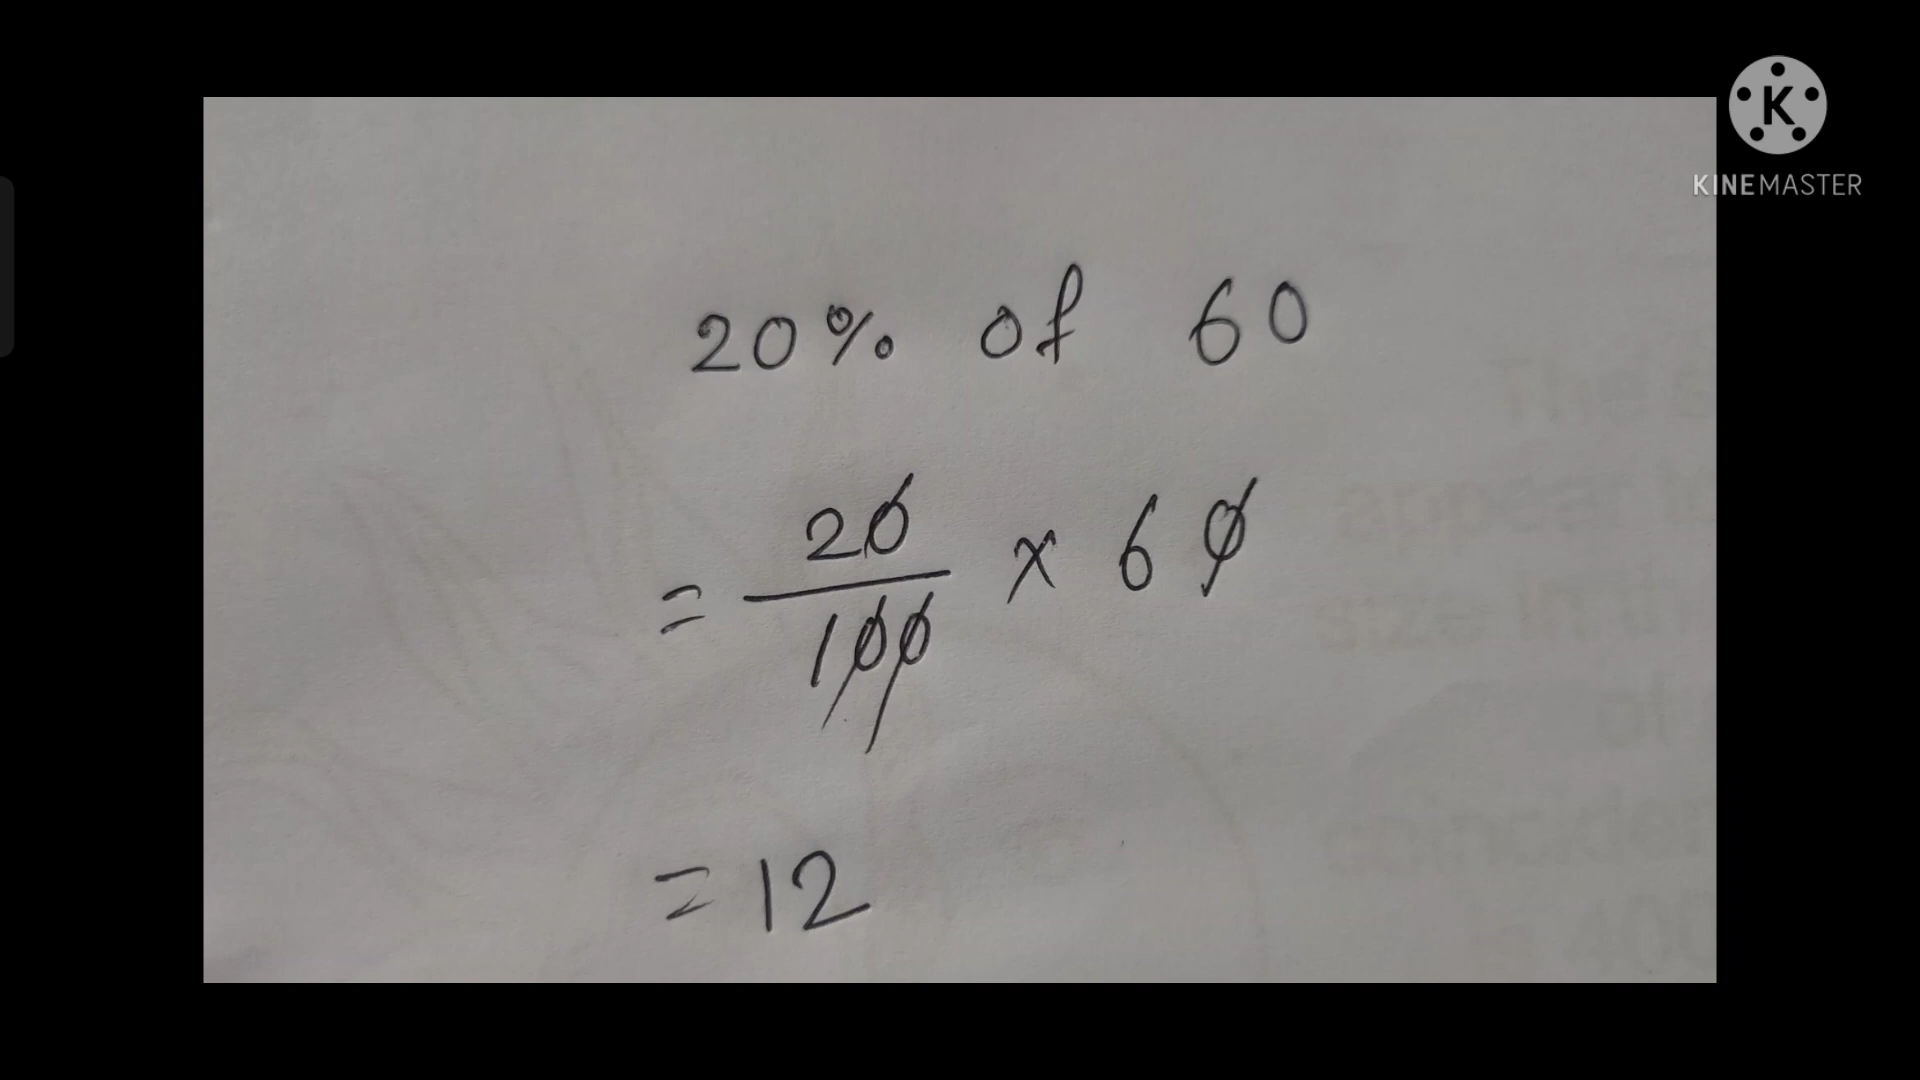 KINEMASTER
20% of 60
= 20/100 x 60
= 12